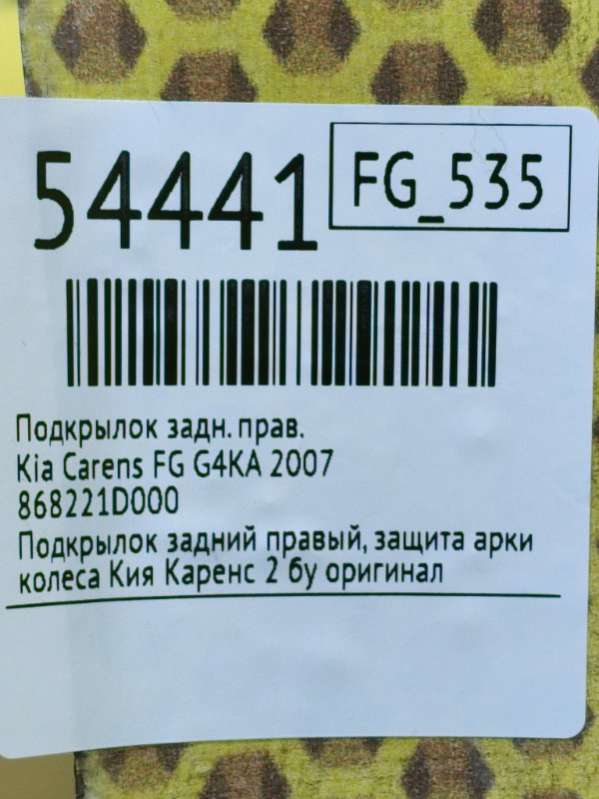 54441
FG_535
Подкрылок задн. прав.
Kia Carens FG G4KA 2007
868221D000
Подкрылок задний правый, защита арки
колеса Кия Каренс 2 бу оригинал